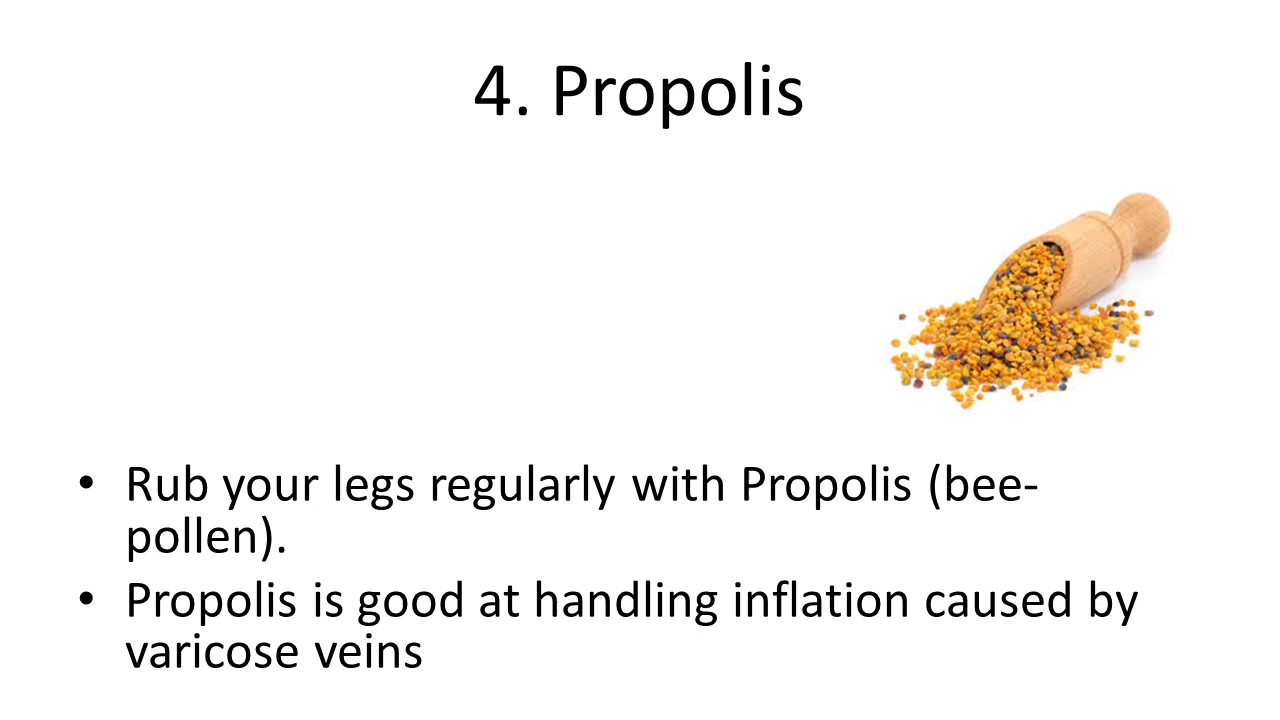 4. Propolis
• Rub your legs regularly with Propolis (bee-
pollen).
• Propolis is good at handling inflation caused by
varicose veins